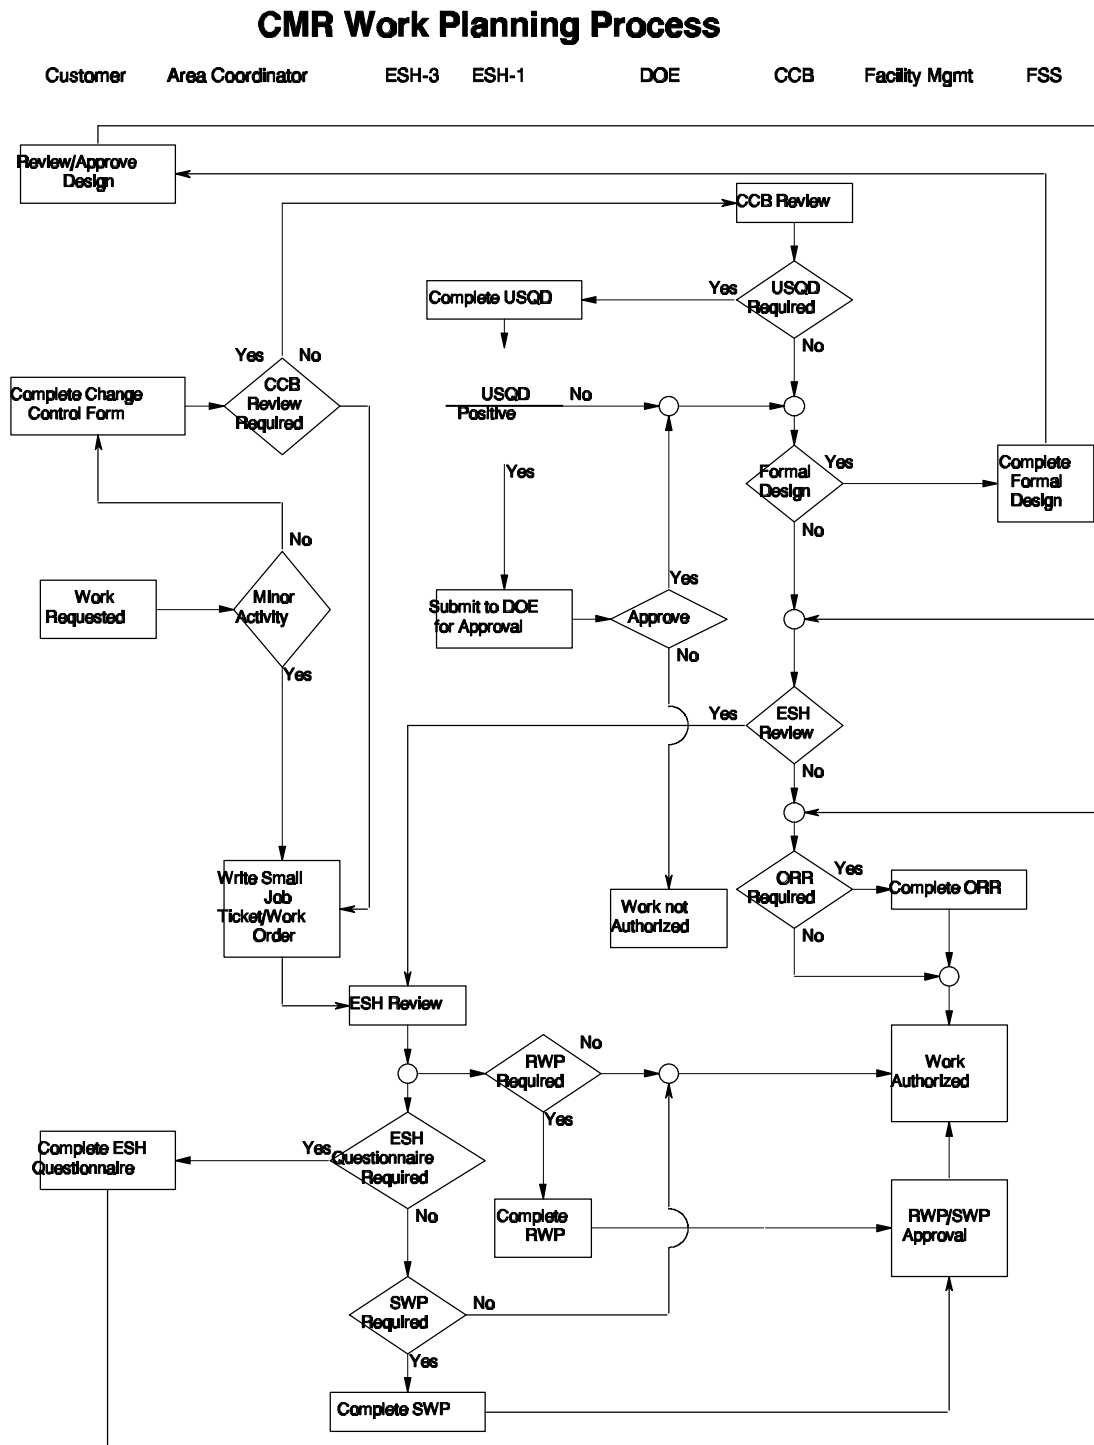 CMR Work Planning Process
Customer Area Coordinator ESH-3 ESH-1 DOE CCB Facility Mgmt FSS
Review/Approve
Design
CCB Review
Yes
USQD
Required
No
Complete USQD
Yes No
CCB
Review
Required
Complete Change
Control Form
USQD
Positive
No
Yes
Formal
Design
Yes
No
Complete
Formal
Design
No
Work
Requested
Minor
Activity
Yes
Submit to DOE
for Approval
Yes
Approve
No
Yes
ESH
Review
No
Write Small
Job
Ticket/Work
Order
Work not
Authorized
ORR
Required
Yes
No
Complete ORR
ESH Review
RWP
Required
No
Yes
Work
Authorized
Complete ESH
Questionnaire
Yes
ESH
Questionnaire
Required
No
Complete
RWP
RWP/SWP
Approval
SWP
Required
No
Yes
Complete SWP